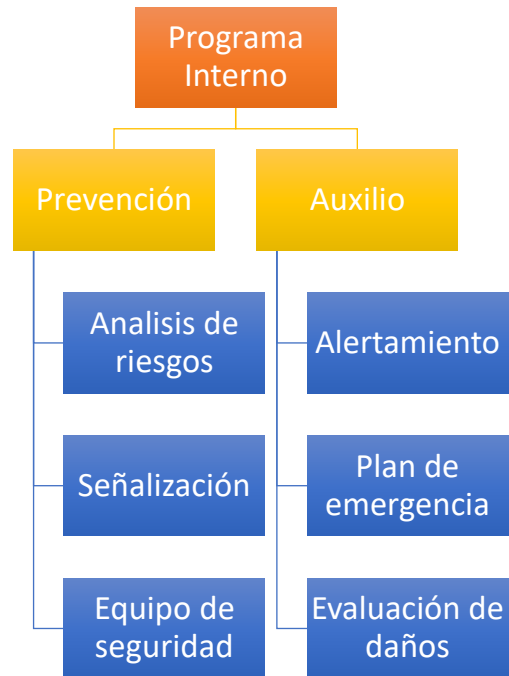 Programa
Interno
Prevención
Auxilio
Analisis de
riesgos
Alertamiento
Señalización
Plan de
emergencia
Equipo de
seguridad
Evaluación de
daños